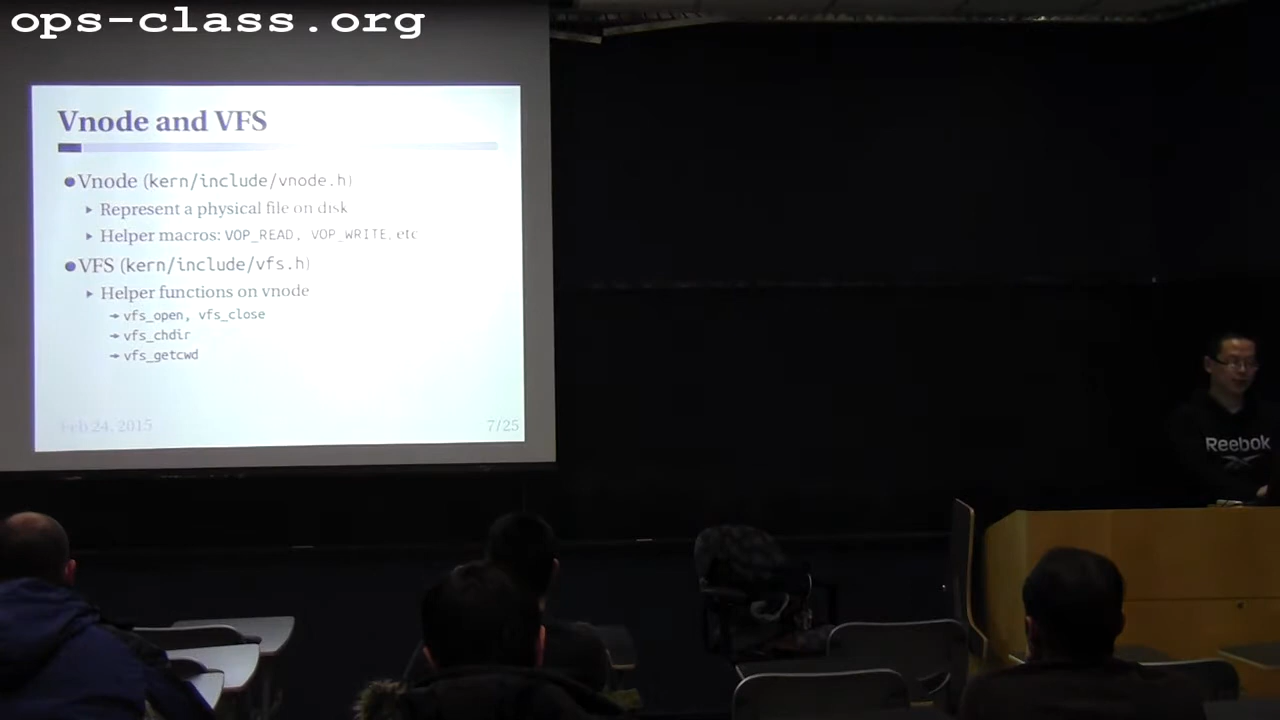 ops-class.org
Vnode and VFS
●Vnode (kern/include/vnode.h)
▸ Represent a physical file on disk
▸ Helper macros: VOP_READ, VOP_WRITE, etc
●VFS (kern/include/vfs.h)
▸ Helper functions on vnode
→ vfs_open, vfs_close
→ vfs_chdir
→ vfs_getcwd
Feb 24, 2015
7/25
Reebok